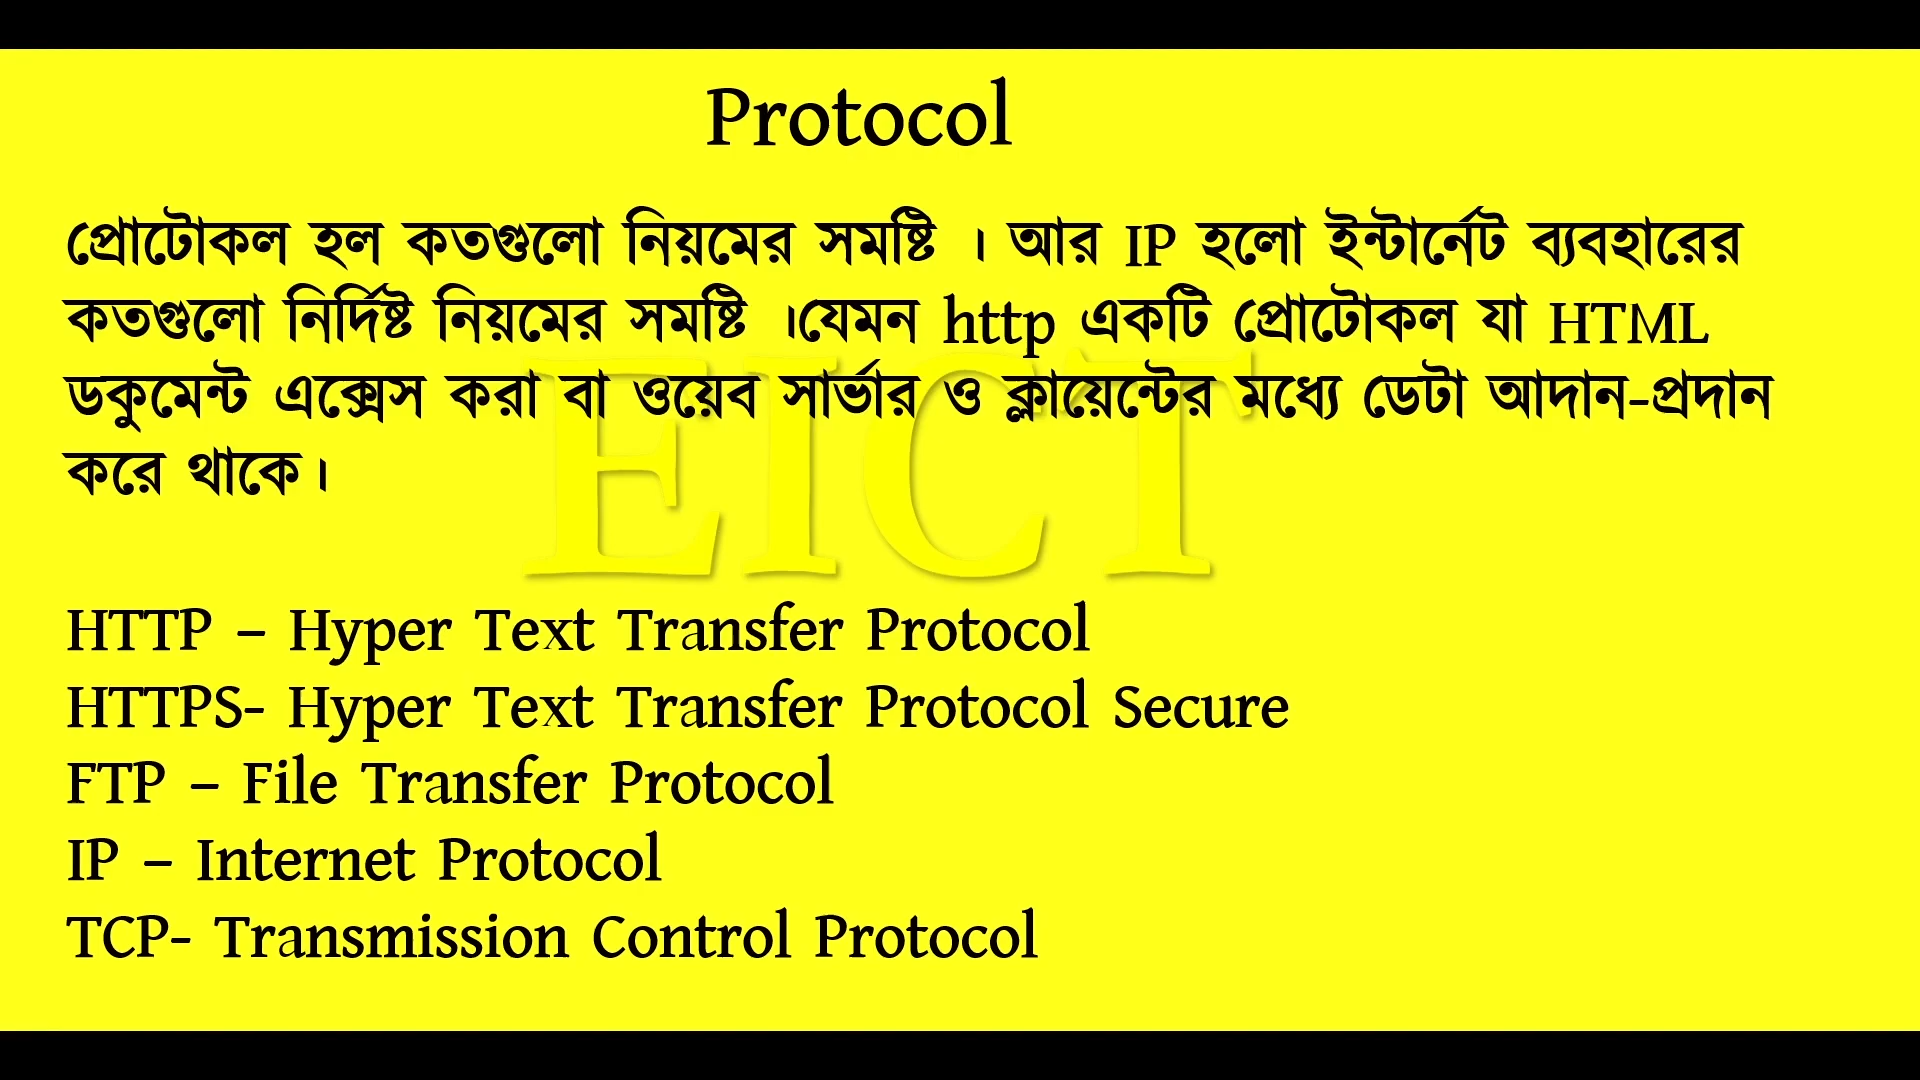 Protocol
প্রোটোকল হল কতগুলো নিয়মের সমষ্টি । আর IP হলো ইন্টার্নেট ব্যবহারের
কতগুলো নির্দিষ্ট নিয়মের সমষ্টি ।যেমন http একটি প্রোটোকল যা HTML
ডকুমেন্ট এক্সেস করা বা ওয়েব সার্ভার ও ক্লায়েন্টের মধ্যে ডেটা আদান-প্রদান
করে থাকে।
EICT
HTTP – Hyper Text Transfer Protocol
HTTPS- Hyper Text Transfer Protocol Secure
FTP – File Transfer Protocol
IP – Internet Protocol
TCP- Transmission Control Protocol